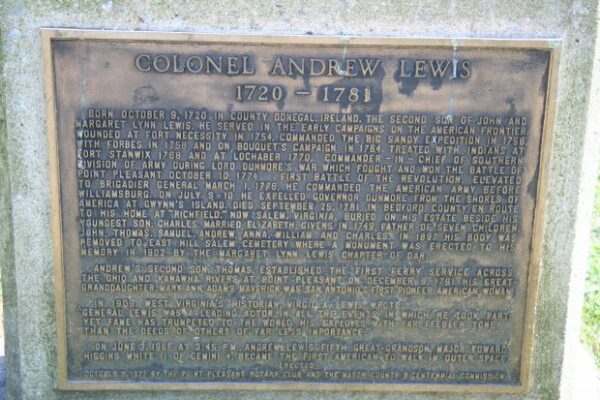 COLONEL ANDREW LEWIS
1720 - 1781
BORN OCTOBER 9, 1720, IN COUNTY DONEGAL, IRELAND, THE SECOND SON OF JOHN AND
MARGARET LYNN LEWIS. HE SERVED IN THE EARLY CAMPAIGNS ON THE AMERICAN FRONTIER
WOUNDED AT FORT NECESSITY IN 1754. COMMANDED THE BIG SANDY EXPEDITION IN 1756,
WITH FORBES IN 1758 AND ON BOUQUET'S CAMPAIGN IN 1764. TREATED WITH INDIANS AT
FORT STANWIX 1768 AND AT LOCHABER 1770. COMMANDER-IN-CHIEF OF SOUTHERN
DIVISION OF ARMY DURING LORD DUNMORE'S WAR WHICH FOUGHT AND WON THE BATTLE OF
POINT PLEASANT OCTOBER 10, 1774 . . . FIRST BATTLE OF THE REVOLUTION. ELEVATED
TO BRIGADIER GENERAL MARCH 1, 1776, HE COMMANDED THE AMERICAN ARMY BEFORE
WILLIAMSBURG. ON JULY 9-10, HE EXPELLED GOVERNOR DUNMORE FROM THE SHORES OF
AMERICA AT GWYNN'S ISLAND. DIED SEPTEMBER 26, 1781, IN BEDFORD COUNTY EN ROUTE
TO HIS HOME AT "RICHFIELD," NOW SALEM, VIRGINIA. BURIED ON HIS ESTATE BESIDE HIS
YOUNGEST SON, CHARLES. MARRIED ELIZABETH GIVENS IN 1749. FATHER OF SEVEN CHILDREN
JOHN, THOMAS, SAMUEL, ANDREW, ANNA, WILLIAM AND CHARLES. IN 1897, HIS BODY WAS
REMOVED TO EAST HILL SALEM CEMETERY WHERE A MONUMENT WAS ERECTED TO HIS
MEMORY IN 1902 BY THE MARGARET LYNN LEWIS CHAPTER OF DAR.
ANDREW'S SECOND SON, THOMAS, ESTABLISHED THE FIRST FERRY SERVICE ACROSS
THE OHIO AND KANAWHA RIVERS AT POINT PLEASANT ON DECEMBER 9, 1791. HIS GREAT-
GRANDDAUGHTER, MARY ANN ADAMS MAVERICK, WAS SAN ANTONIO'S FIRST PIONEER AMERICAN WOMAN.
IN 1909, WEST VIRGINIA'S HISTORIAN, VIRGIL A. LEWIS, WROTE:
"GENERAL LEWIS WAS A LEADING ACTOR IN ALL THE EVENTS IN WHICH HE TOOK PART
YET FAME HAS TRUMPETED TO THE WORLD HIS EXPLOITS WITH FAR FEEBLER TONE
THAN THE DEEDS OF OTHERS OF FAR LESS IMPORTANCE."
ON JUNE 3, 1965, AT 3:45 P.M. ANDREW LEWIS' FIFTH GREAT-GRANDSON, MAJOR EDWARD
HIGGINS WHITE II OF GEMINI 4, BECAME THE FIRST AMERICAN TO WALK IN OUTER SPACE.
ERECTED
OCTOBER 9, 1972 BY THE POINT PLEASANT ROTARY CLUB AND THE MASON COUNTY BICENTENNIAL COMMISSION